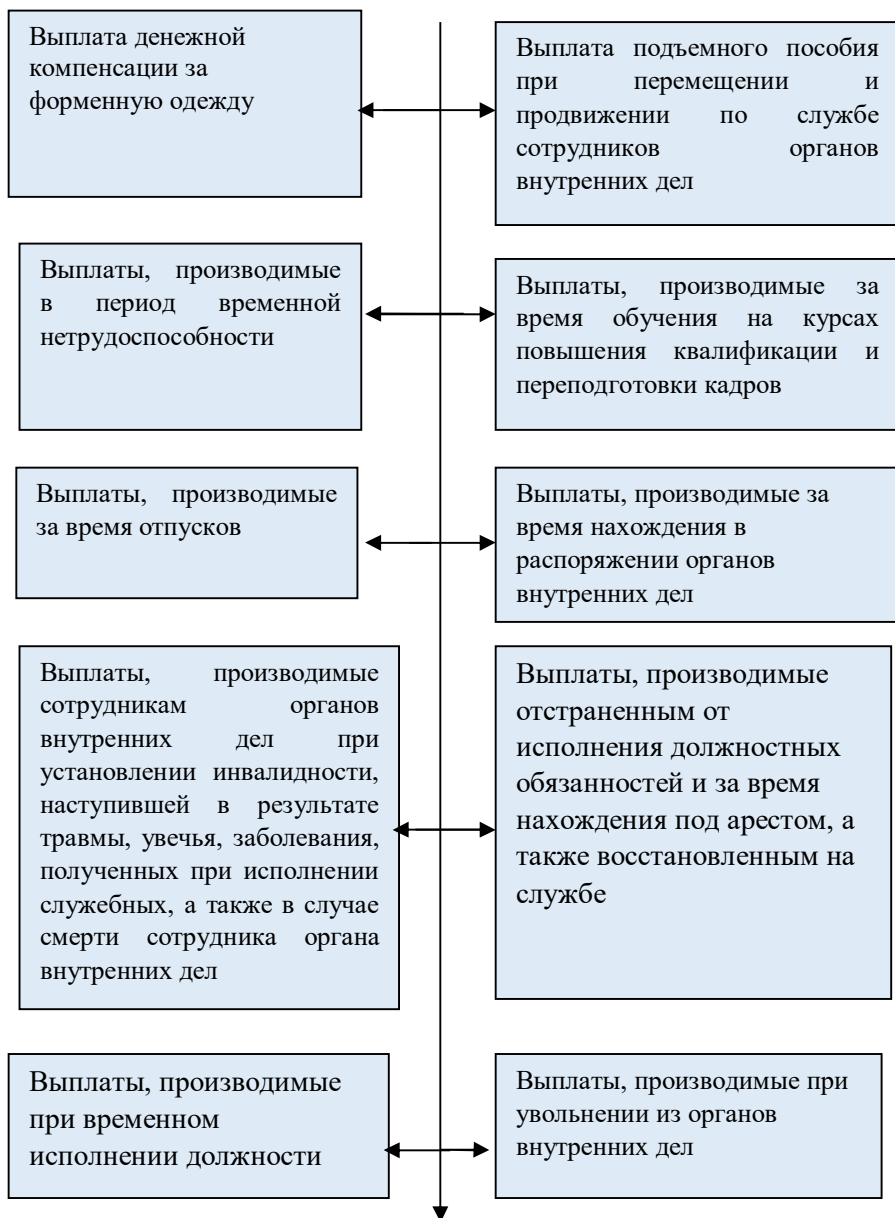 Выплата денежной
компенсации за
форменную одежду
Выплата подъемного пособия
при перемещении и
продвижении по службе
сотрудников органов
внутренних дел
Выплаты, производимые
в период временной
нетрудоспособности
Выплаты, производимые за
время обучения на курсах
повышения квалификации и
переподготовки кадров
Выплаты, производимые
за время отпусков
Выплаты, производимые за
время нахождения в
распоряжении органов
внутренних дел
Выплаты, производимые
сотрудникам органов
внутренних дел при
установлении инвалидности,
наступившей в результате
травмы, увечья, заболевания,
полученных при исполнении
служебных, а также в случае
смерти сотрудника органа
внутренних дел
Выплаты, производимые
отстраненным от
исполнения должностных
обязанностей и за время
нахождения под арестом, а
также восстановленным на
службе
Выплаты, производимые
при временном
исполнении должности
Выплаты, производимые при
увольнении из органов
внутренних дел